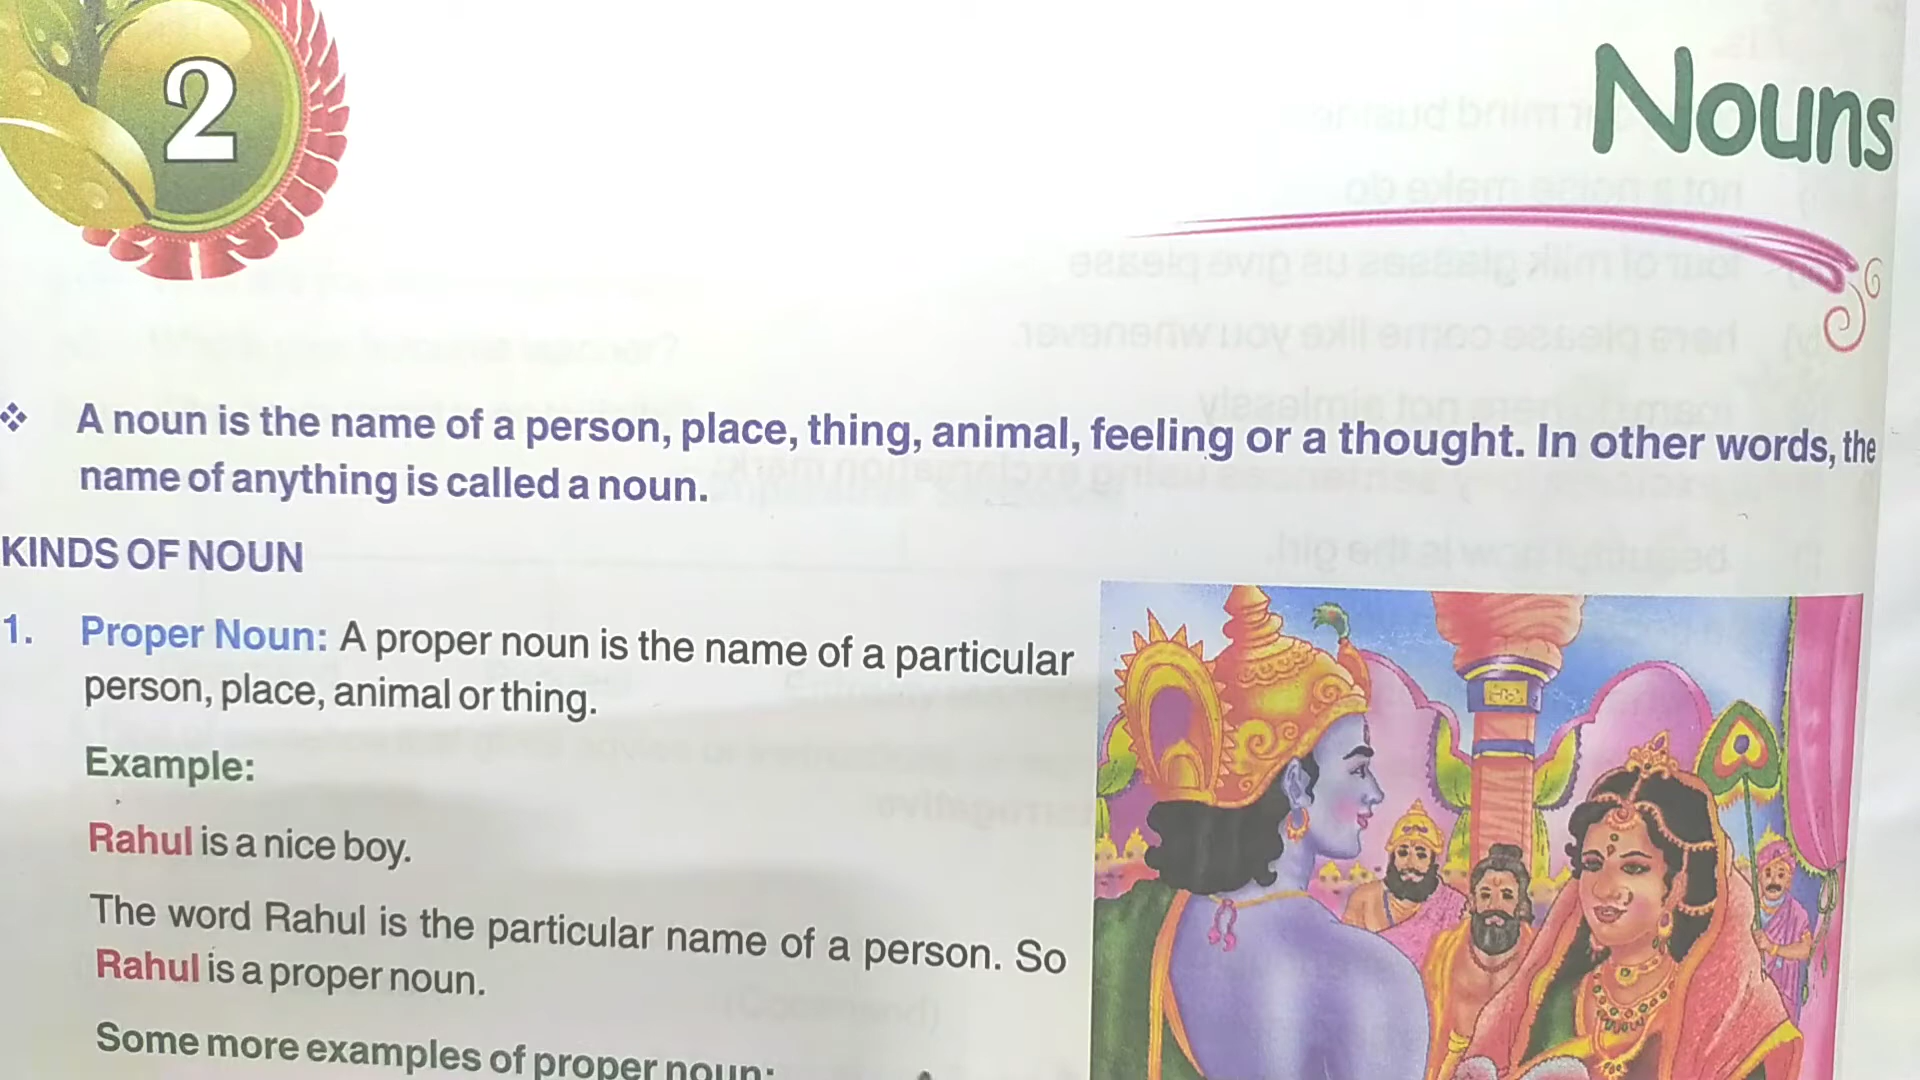 2
Nouns
❖ A noun is the name of a person, place, thing, animal, feeling or a thought. In other words, the
name of anything is called a noun.
KINDS OF NOUN
1. Proper Noun: A proper noun is the name of a particular
person, place, animal or thing.
Example:
Rahul is a nice boy.
The word Rahul is the particular name of a person. So
Rahul is a proper noun.
Some more examples of proper noun: